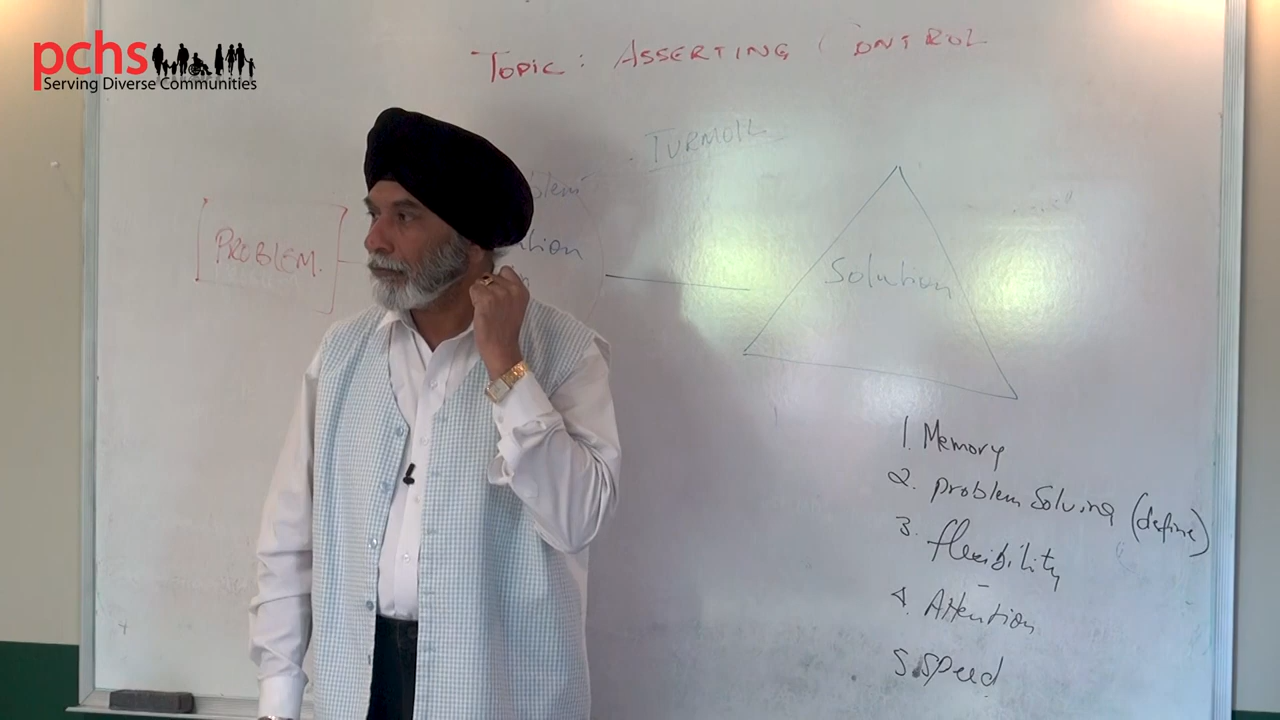 pchs
Serving Diverse Communities
TOPIC: ASSERTING CONTROL
TURMOIL
PROBLEM.
Solution
1. Memory
2. problem Solving (define)
3. flexibility
4. Attention
5. Speed